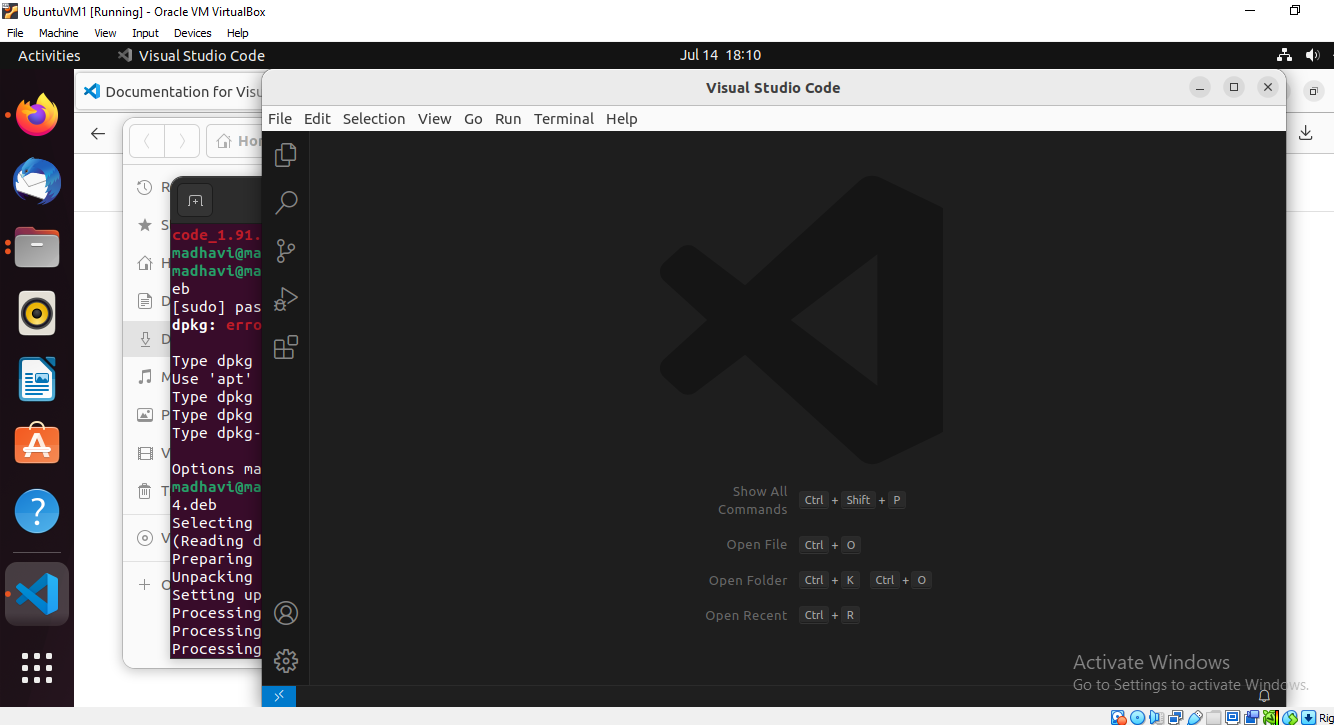 UbuntuVM1 [Running] - Oracle VM VirtualBox
File Machine View Input Devices Help
Activities Visual Studio Code Jul 14 18:10
Documentation for Visu
Visual Studio Code
File Edit Selection View Go Run Terminal Help
Hor
R
S
H
D
D
M
P
V
T
V
O
code_1.91.
madhavi@ma
madhavi@ma
eb
[sudo] pas
dpkg: erro
Type dpkg
Use 'apt'
Type dpkg
Type dpkg
Type dpkg-
Options ma
madhavi@ma
4.deb
Selecting
(Reading d
Preparing
Unpacking
Setting up
Processing
Processing
Processing
Show All
Commands Ctrl + Shift + P
Open File Ctrl + O
Open Folder Ctrl + K Ctrl + O
Open Recent Ctrl + R
Activate Windows
Go to Settings to activate Windows.
Rig